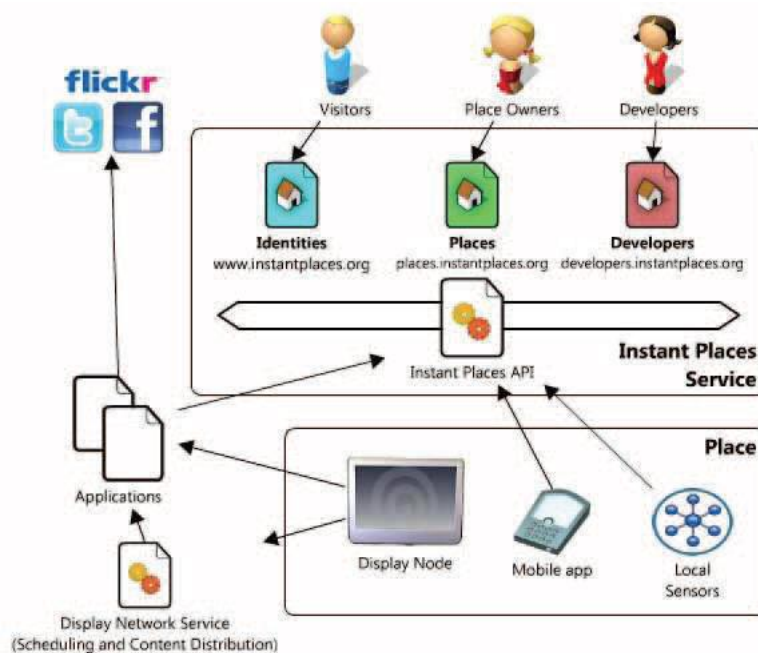 flickr
Visitors
Place Owners
Developers
Identities
www.instantplaces.org
Places
places.instantplaces.org
Developers
developers.instantplaces.org
Instant Places API
Instant Places
Service
Place
Applications
Display Node
Mobile app
Local
Sensors
Display Network Service
(Scheduling and Content Distribution)